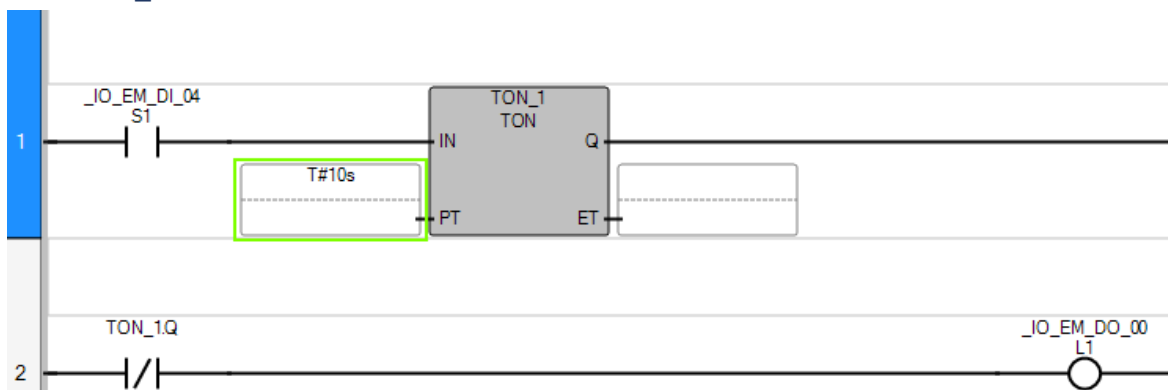 _IO_EM_DI_04
S1
TON_1
TON
1
IN
Q
T#10s
PT
ET
TON_1.Q
_IO_EM_DO_00
L1
2